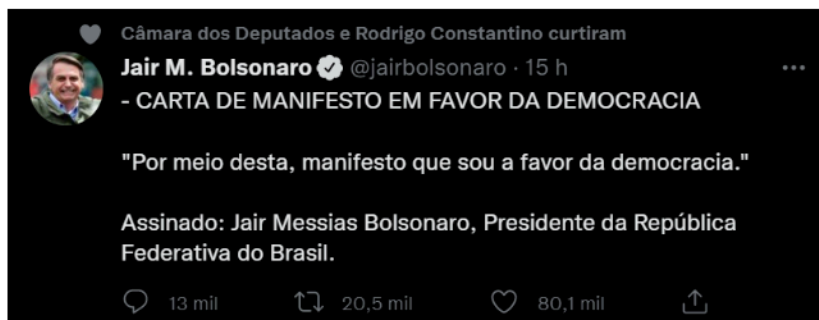 Câmara dos Deputados e Rodrigo Constantino curtiram
Jair M. Bolsonaro @jairbolsonaro · 15 h
- CARTA DE MANIFESTO EM FAVOR DA DEMOCRACIA
"Por meio desta, manifesto que sou a favor da democracia."
Assinado: Jair Messias Bolsonaro, Presidente da República
Federativa do Brasil.
13 mil 20,5 mil 80,1 mil